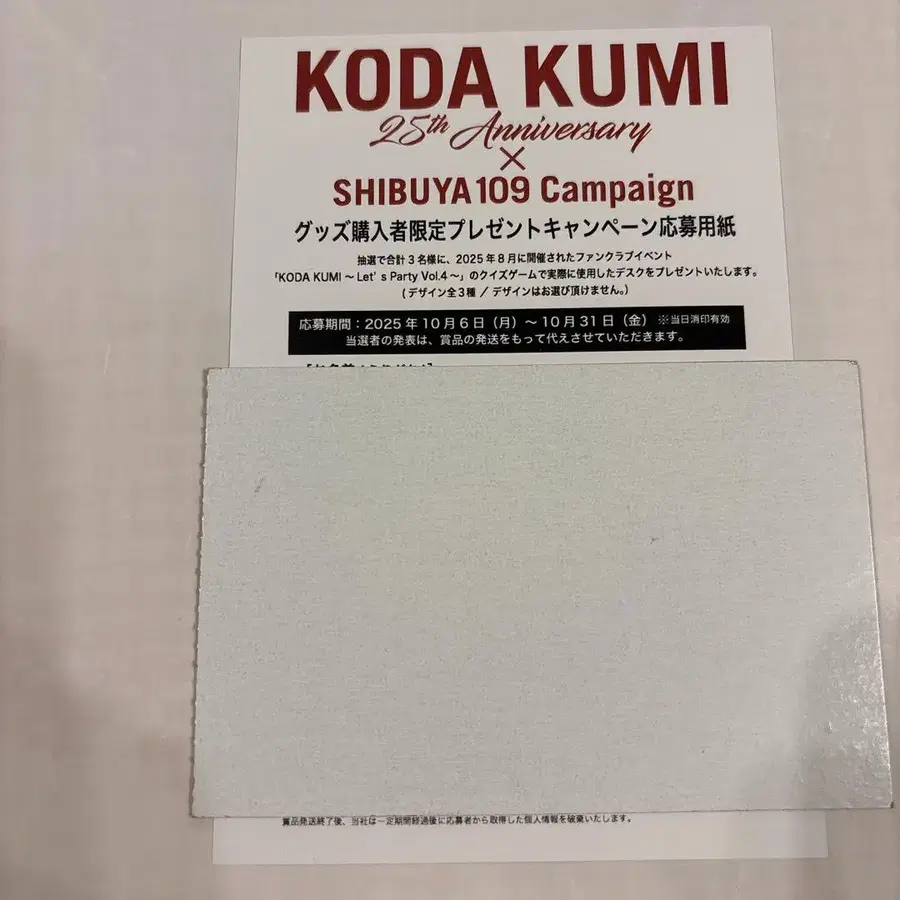 KODA KUMI
25th Anniversary
×
SHIBUYA109 Campaign
グッズ購入者限定プレゼントキャンペーン応募用紙
抽選で合計3名様に、2025年8月に開催されたファンクラブイベント
「KODA KUMI ～Let's Party Vol.4～」のクイズゲームで実際に使用したデスクをプレゼントいたします。
(デザイン全3種 / デザインはお選び頂けません。)
応募期間：2025年10月6日（月）～10月31日（金） ※当日消印有効
当選者の発表は、賞品の発送をもって代えさせていただきます。
賞品発送終了後、当社は一定期間経過後に応募者から取得した個人情報を破棄いたします。